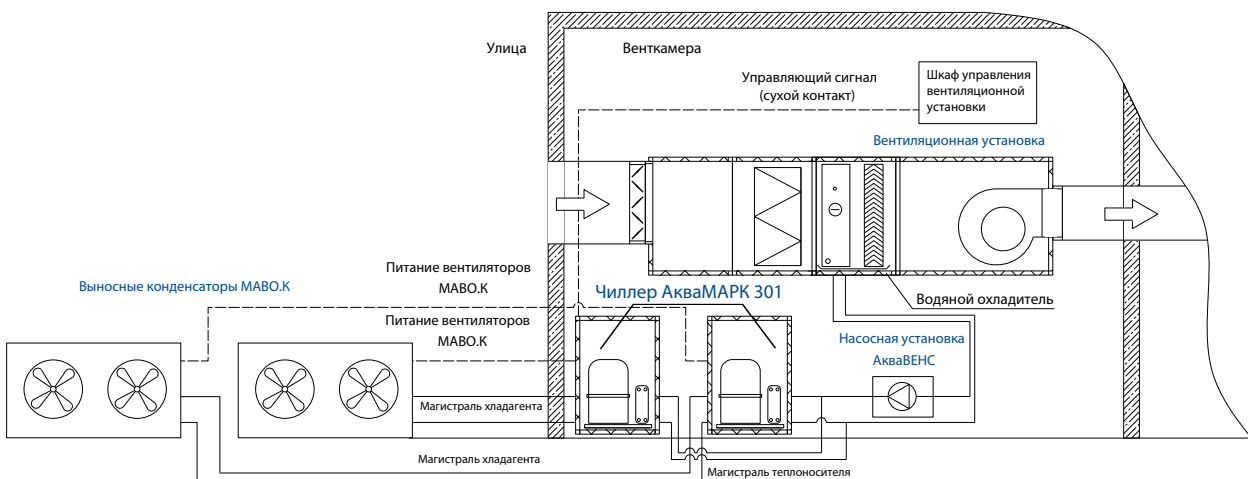 Улица
Венткамера
Управляющий сигнал
(сухой контакт)
Шкаф управления
вентиляционной
установки
Вентиляционная установка
Питание вентиляторов
МАВО.К
Выносные конденсаторы МАВО.К
Чиллер АкваМАРК 301
Водяной охладитель
Питание вентиляторов
МАВО.К
Насосная установка
АкваВЕНС
Магистраль хладагента
Магистраль хладагента
Магистраль теплоносителя